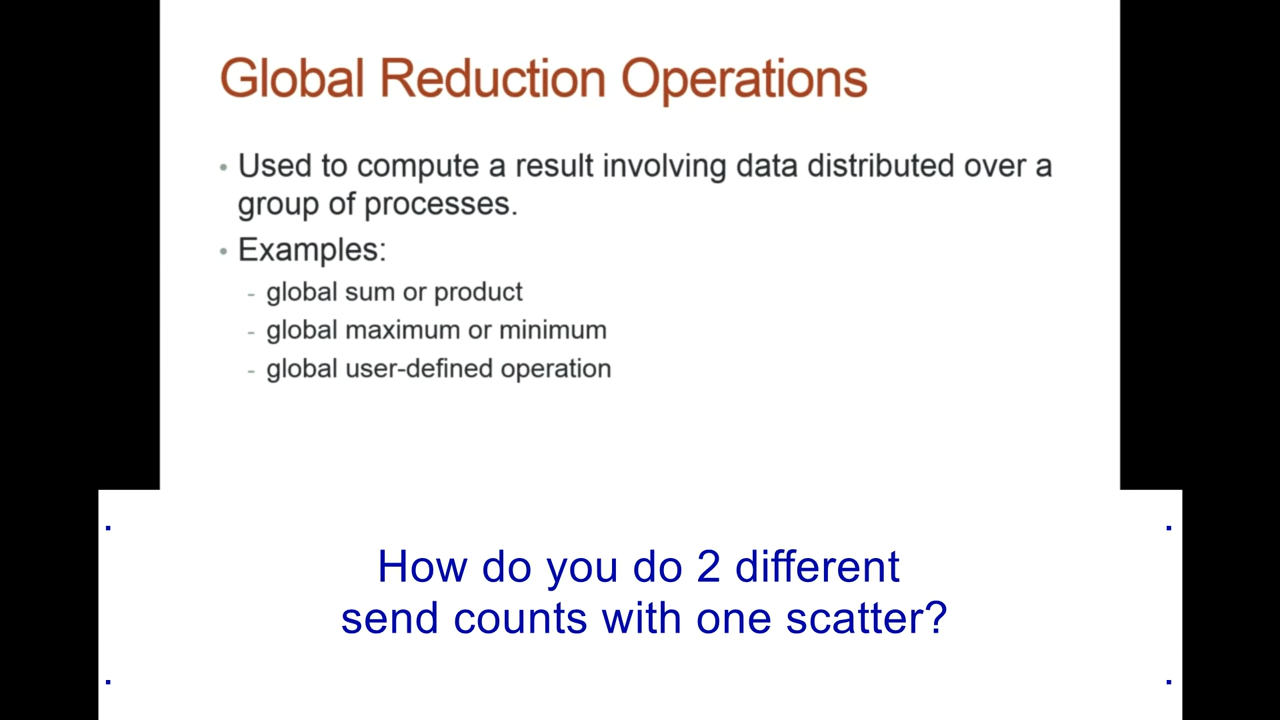 Global Reduction Operations
• Used to compute a result involving data distributed over a
group of processes.
• Examples:
- global sum or product
- global maximum or minimum
- global user-defined operation
How do you do 2 different
send counts with one scatter?